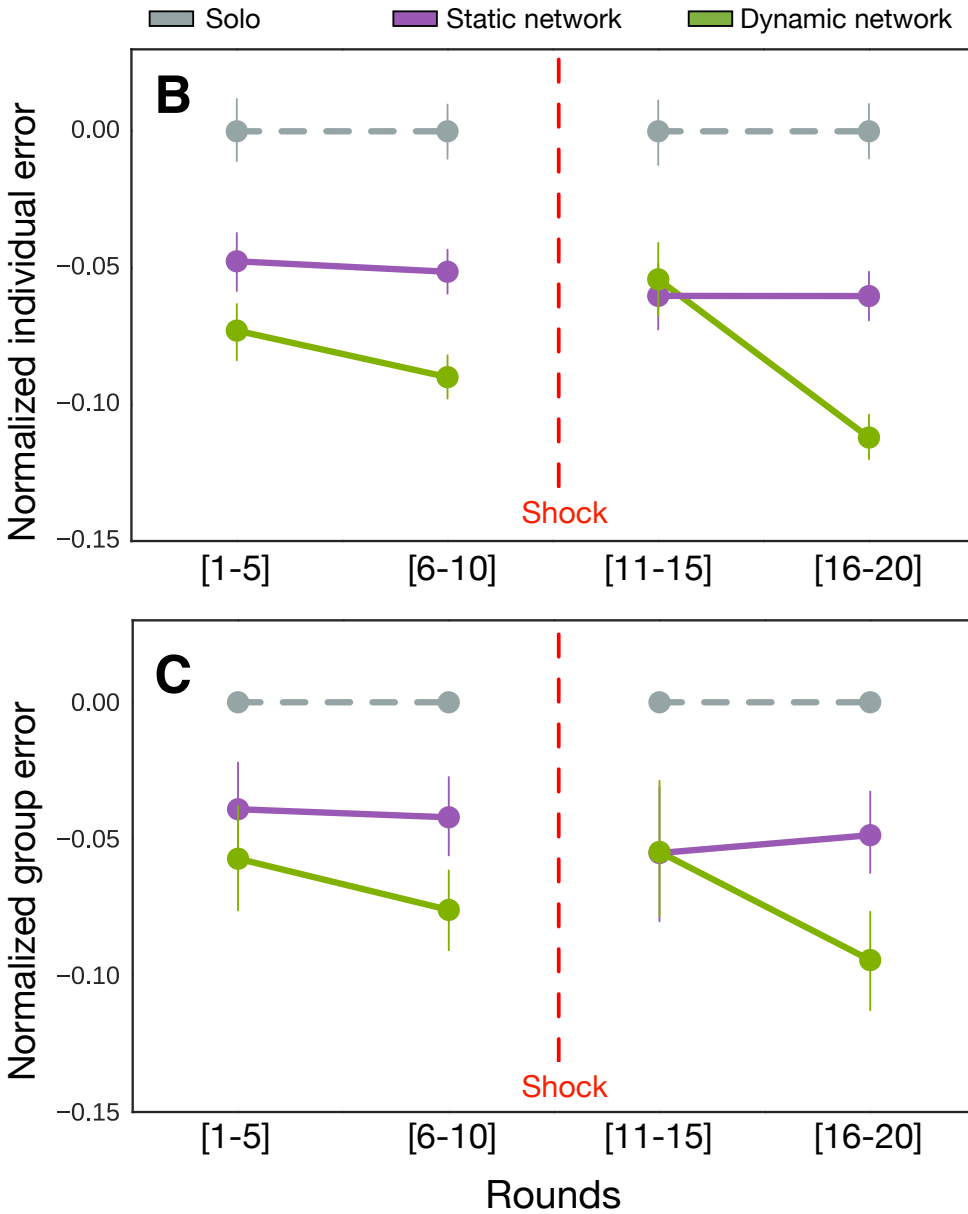 Solo Static network Dynamic network
B
Normalized individual error
0.00
−0.05
−0.10
−0.15
Shock
[1-5] [6-10] [11-15] [16-20]
C
Normalized group error
0.00
−0.05
−0.10
−0.15
Shock
[1-5] [6-10] [11-15] [16-20]
Rounds